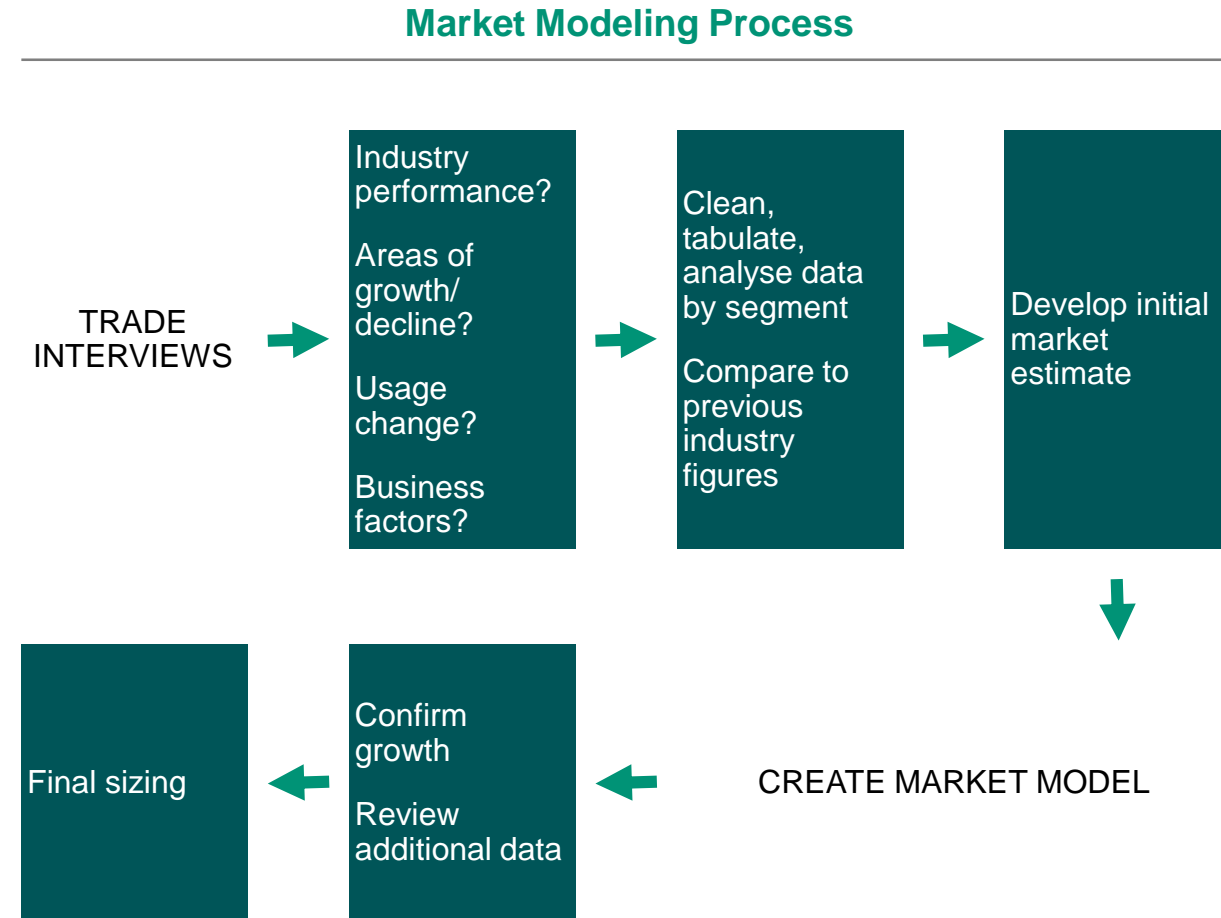 Market Modeling Process
TRADE
INTERVIEWS
Industry
performance?
Areas of
growth/
decline?
Usage
change?
Business
factors?
Clean,
tabulate,
analyse data
by segment
Compare to
previous
industry
figures
Develop initial
market
estimate
CREATE MARKET MODEL
Confirm
growth
Review
additional data
Final sizing